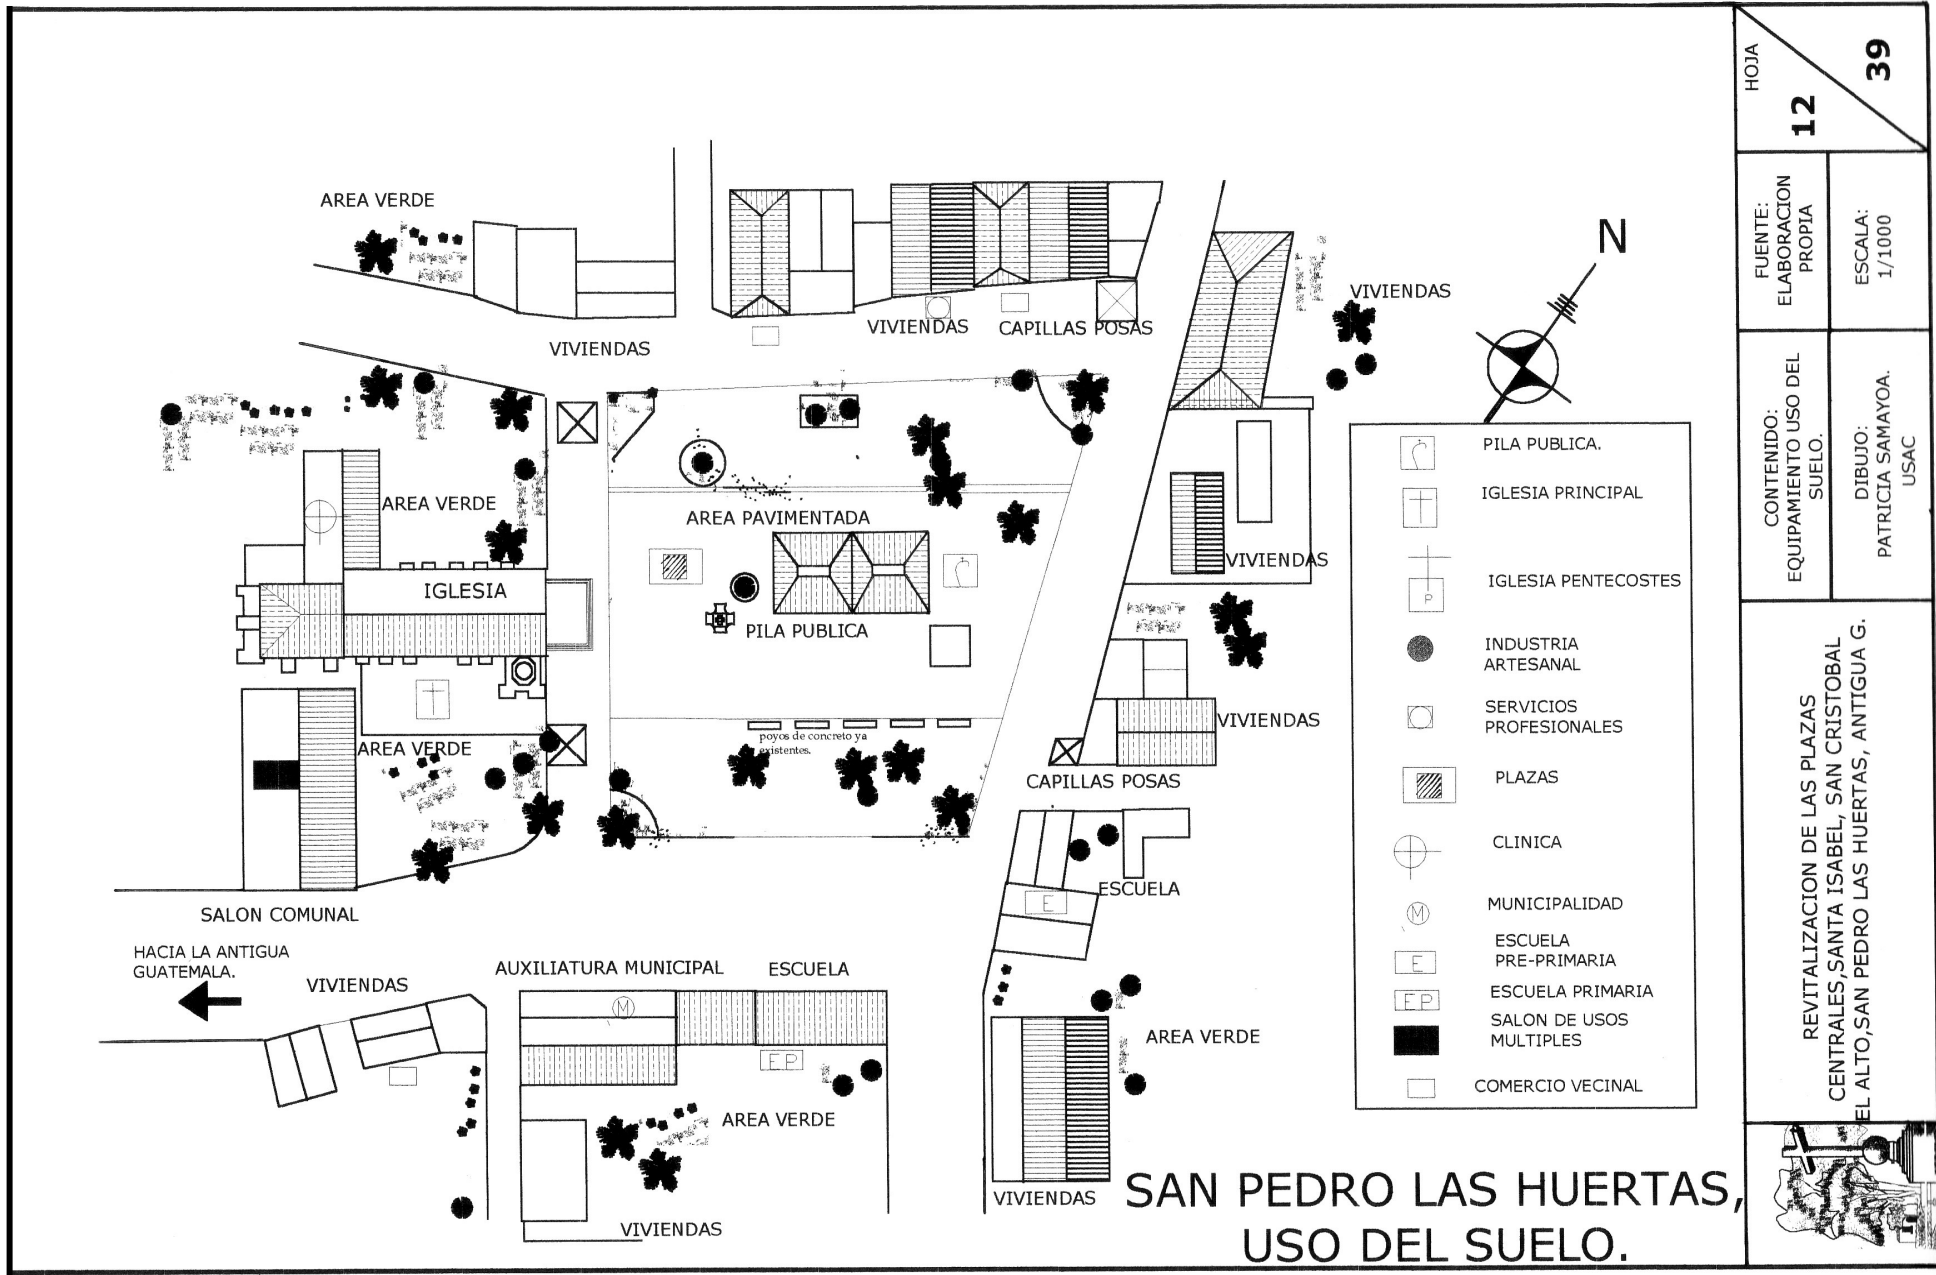 AREA VERDE
VIVIENDAS
VIVIENDAS
CAPILLAS POSAS
VIVIENDAS
N
AREA VERDE
AREA PAVIMENTADA
VIVIENDAS
IGLESIA
PILA PUBLICA
VIVIENDAS
AREA VERDE
poyos de concreto ya
existentes.
CAPILLAS POSAS
ESCUELA
E
SALON COMUNAL
HACIA LA ANTIGUA
GUATEMALA.
VIVIENDAS
AUXILIATURA MUNICIPAL
ESCUELA
M
EP
AREA VERDE
AREA VERDE
VIVIENDAS
VIVIENDAS
PILA PUBLICA.
IGLESIA PRINCIPAL
P
IGLESIA PENTECOSTES
INDUSTRIA
ARTESANAL
SERVICIOS
PROFESIONALES
PLAZAS
CLINICA
M
MUNICIPALIDAD
ESCUELA
E
PRE-PRIMARIA
EP
ESCUELA PRIMARIA
SALON DE USOS
MULTIPLES
COMERCIO VECINAL
SAN PEDRO LAS HUERTAS,
USO DEL SUELO.
HOJA
12
39
FUENTE:
ELABORACION
PROPIA
ESCALA:
1/1000
CONTENIDO:
EQUIPAMIENTO USO DEL
SUELO.
DIBUJO:
PATRICIA SAMAYOA.
USAC
REVITALIZACION DE LAS PLAZAS
CENTRALES,SANTA ISABEL, SAN CRISTOBAL
EL ALTO,SAN PEDRO LAS HUERTAS, ANTIGUA G.